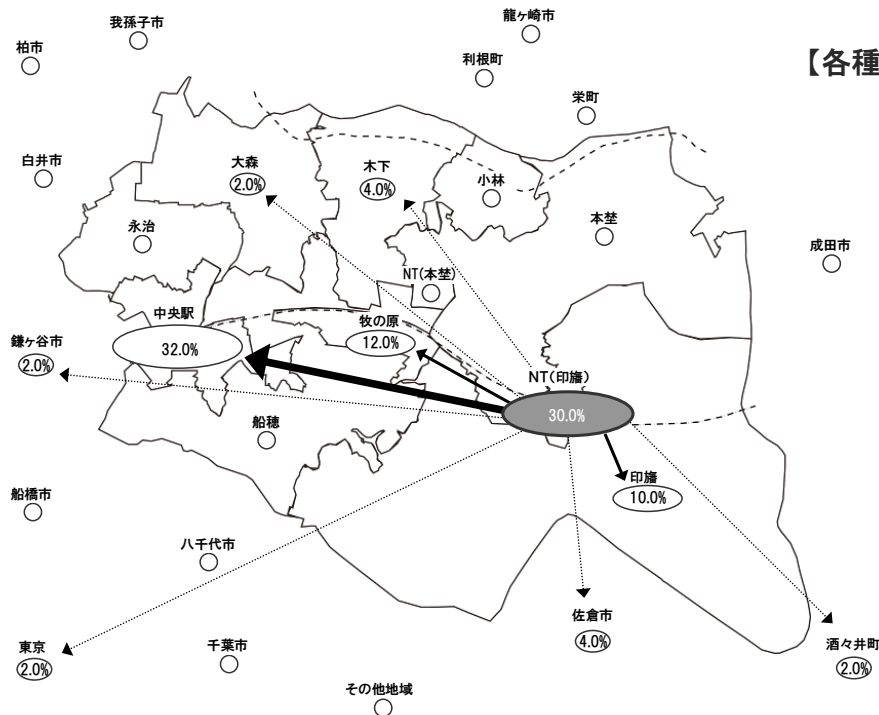 龍ヶ崎市
我孫子市
柏市
利根町
【各種
栄町
白井市
大森
2.0%
木下
4.0%
小林
永治
本埜
成田市
NT(本埜)
中央駅
32.0%
牧の原
12.0%
鎌ヶ谷市
2.0%
NT(印旛)
30.0%
船穂
印旛
10.0%
船橋市
八千代市
佐倉市
4.0%
東京
2.0%
千葉市
酒々井町
2.0%
その他地域